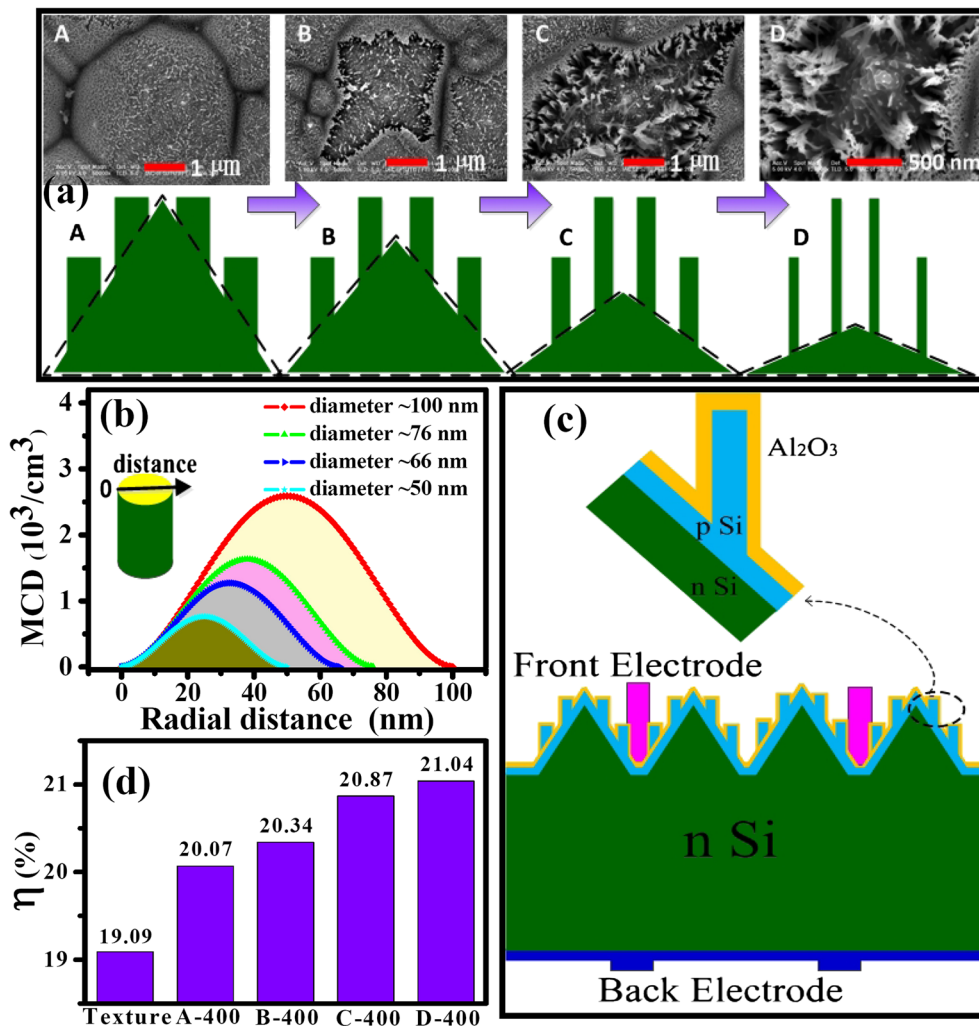 A
B
C
D
1 μm
1 μm
1 μm
500 nm
(a)
A
B
C
D
(b)
MCD (10³/cm³)
4
3
2
1
0
diameter ~100 nm
diameter ~76 nm
diameter ~66 nm
diameter ~50 nm
distance
0
0 20 40 60 80 100
Radial distance (nm)
(c)
Al₂O₃
p Si
n Si
Front Electrode
n Si
Back Electrode
(d)
η(%)
21
20
19
19.09
20.07
20.34
20.87
21.04
Texture A-400 B-400 C-400 D-400